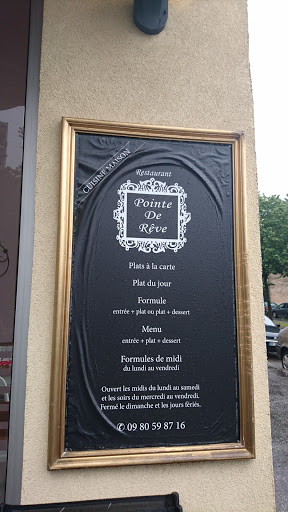 CUISINE MAISON
Restaurant
Pointe
De
Rêve
Plats à la carte
Plat du jour
Formule
entrée + plat ou plat + dessert
Menu
entrée + plat + dessert
Formules de midi
du lundi au vendredi
Ouvert les midis du lundi au samedi
et les soirs du mercredi au vendredi.
Fermé le dimanche et les jours fériés.
✆ 09 80 59 87 16